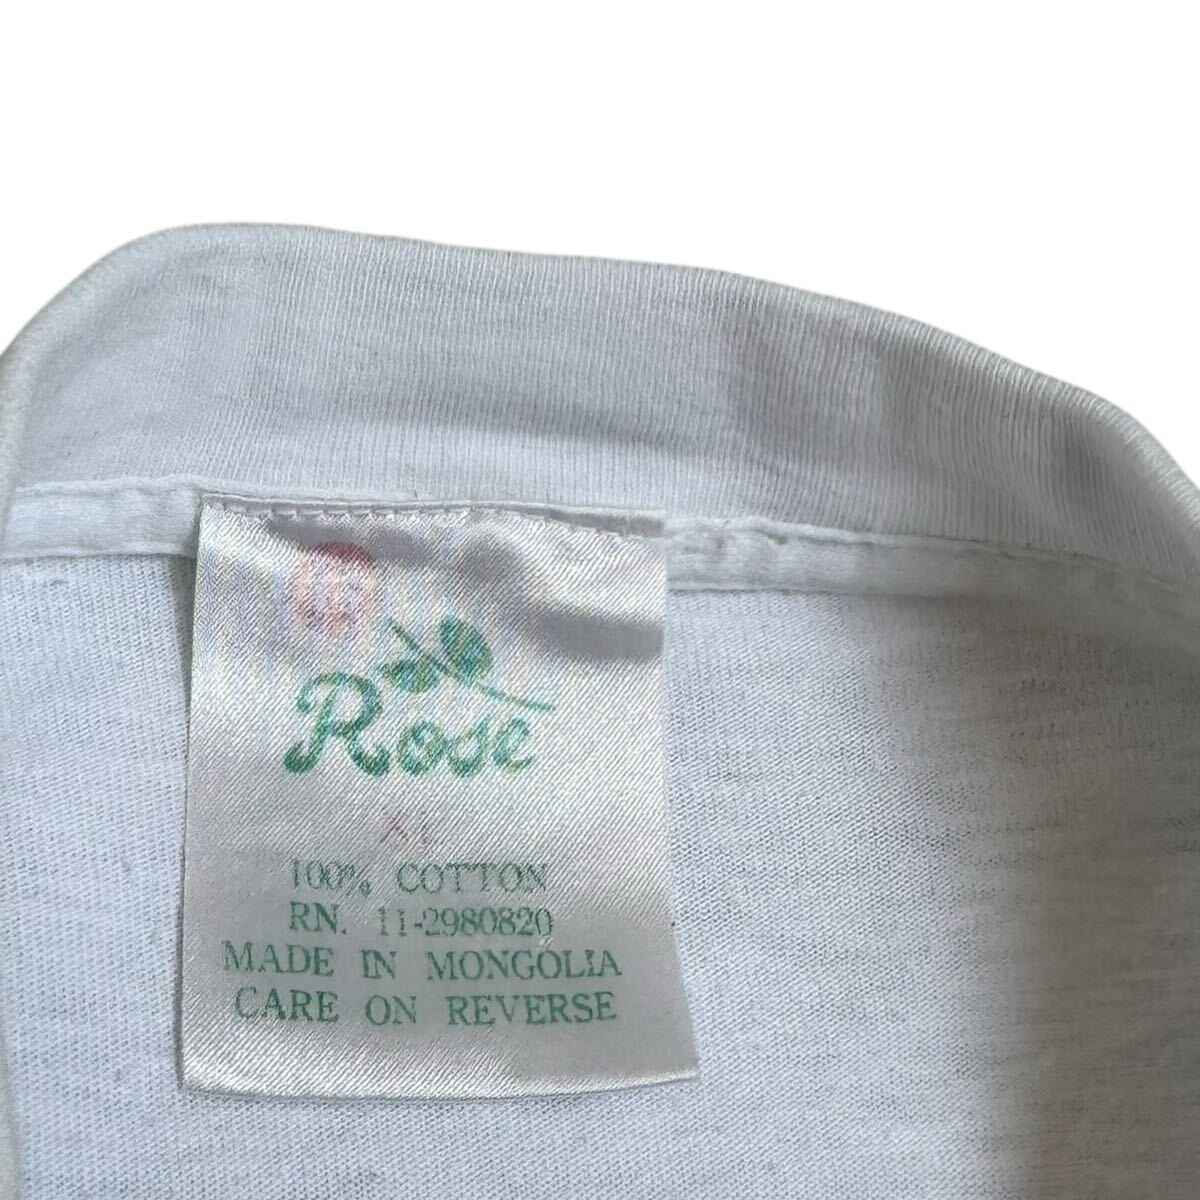 Rose
XL
100% COTTON
RN. 11-2980820
MADE IN MONGOLIA
CARE ON REVERSE